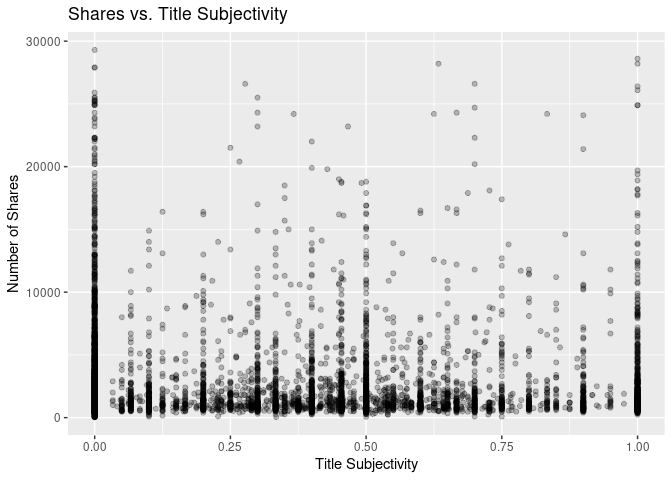 Shares vs. Title Subjectivity
30000
20000
10000
0
Number of Shares
0.00 0.25 0.50 0.75 1.00
Title Subjectivity